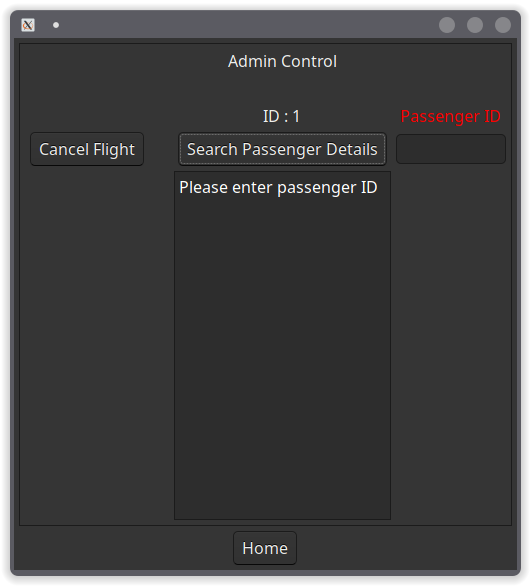 Admin Control
ID : 1
Passenger ID
Cancel Flight
Search Passenger Details
Please enter passenger ID
Home